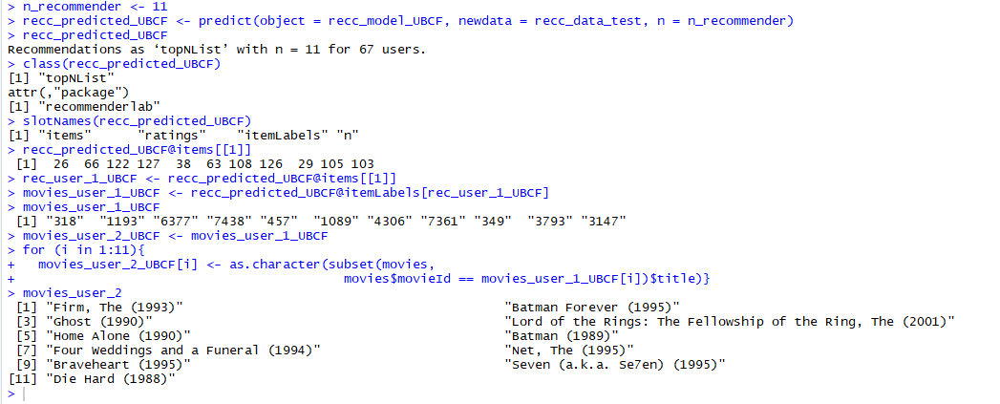 > n_recommender <- 11
> recc_predicted_UBCF <- predict(object = recc_model_UBCF, newdata = recc_data_test, n = n_recommender)
> recc_predicted_UBCF
Recommendations as ‘topNList’ with n = 11 for 67 users.
> class(recc_predicted_UBCF)
[1] "topNList"
attr(,"package")
[1] "recommenderlab"
> slotNames(recc_predicted_UBCF)
[1] "items"      "ratings"    "itemLabels" "n"
> recc_predicted_UBCF@items[[1]]
 [1]  26  66 122 127  38  63 108 126  29 105 103
> rec_user_1_UBCF <- recc_predicted_UBCF@items[[1]]
> movies_user_1_UBCF <- recc_predicted_UBCF@itemLabels[rec_user_1_UBCF]
> movies_user_1_UBCF
 [1] "318"  "1193" "6377" "7438" "457"  "1089" "4306" "7361" "349"  "3793" "3147"
> movies_user_2_UBCF <- movies_user_1_UBCF
> for (i in 1:11){
+   movies_user_2_UBCF[i] <- as.character(subset(movies,
+                                            movies$movieId == movies_user_1_UBCF[i])$title)}
> movies_user_2
 [1] "Firm, The (1993)"                                  "Batman Forever (1995)"
 [3] "Ghost (1990)"                                      "Lord of the Rings: The Fellowship of the Ring, The (2001)"
 [5] "Home Alone (1990)"                                 "Batman (1989)"
 [7] "Four Weddings and a Funeral (1994)"                "Net, The (1995)"
 [9] "Braveheart (1995)"                                 "Seven (a.k.a. Se7en) (1995)"
[11] "Die Hard (1988)"
>